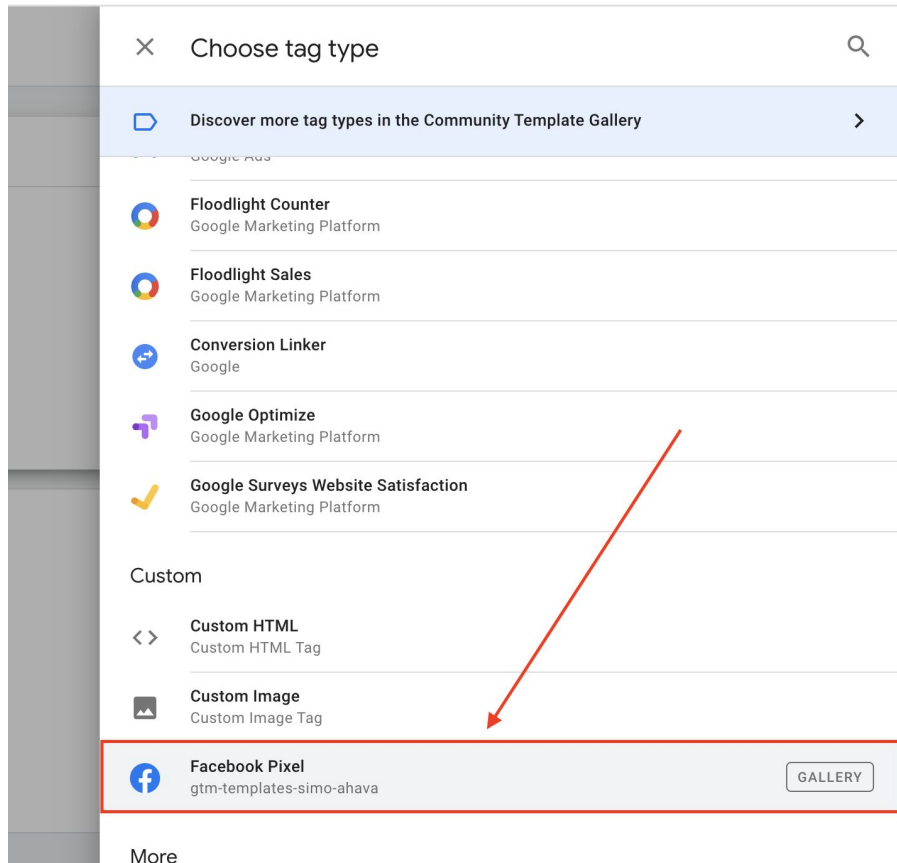 Choose tag type
Discover more tag types in the Community Template Gallery
Google Ads
Floodlight Counter
Google Marketing Platform
Floodlight Sales
Google Marketing Platform
Conversion Linker
Google
Google Optimize
Google Marketing Platform
Google Surveys Website Satisfaction
Google Marketing Platform
Custom
Custom HTML
Custom HTML Tag
Custom Image
Custom Image Tag
Facebook Pixel
gtm-templates-simo-ahava
GALLERY
More